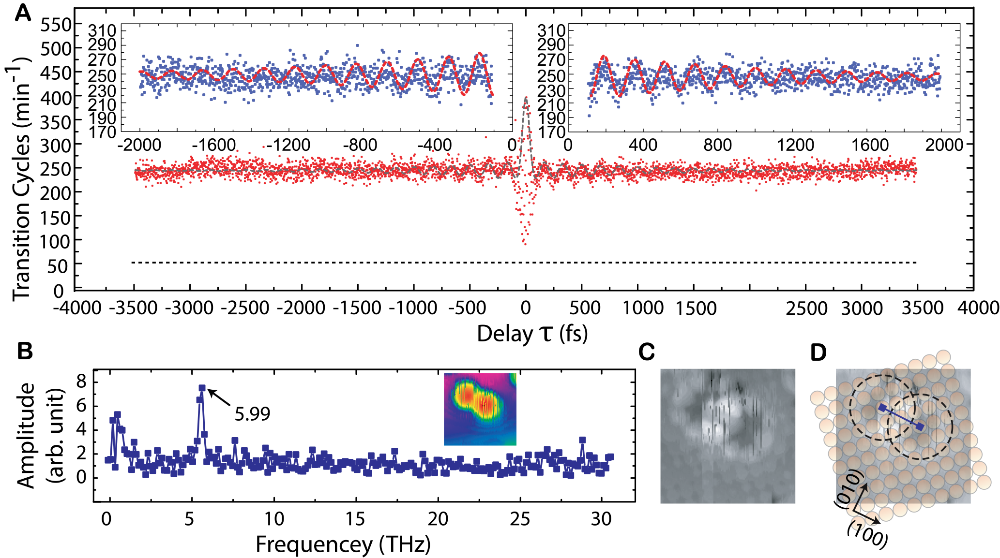 A
Transition Cycles (min-1)
550
500
450
400
350
300
250
200
150
100
50
0
310
290
270
250
230
210
190
170
-2000 -1600 -1200 -800 -400 0
310
290
270
250
230
210
190
170
0 400 800 1200 1600 2000
-4000 -3500 -3000 -2500 -2000 -1500 -1000 -500 0 500 1000 1500 2500 3000 3500 4000
Delay τ (fs)
B
Amplitude
(arb. unit)
8
6
4
2
0
5.99
0 5 10 15 20 25 30
Frequencey (THz)
C
D
(010)
(100)